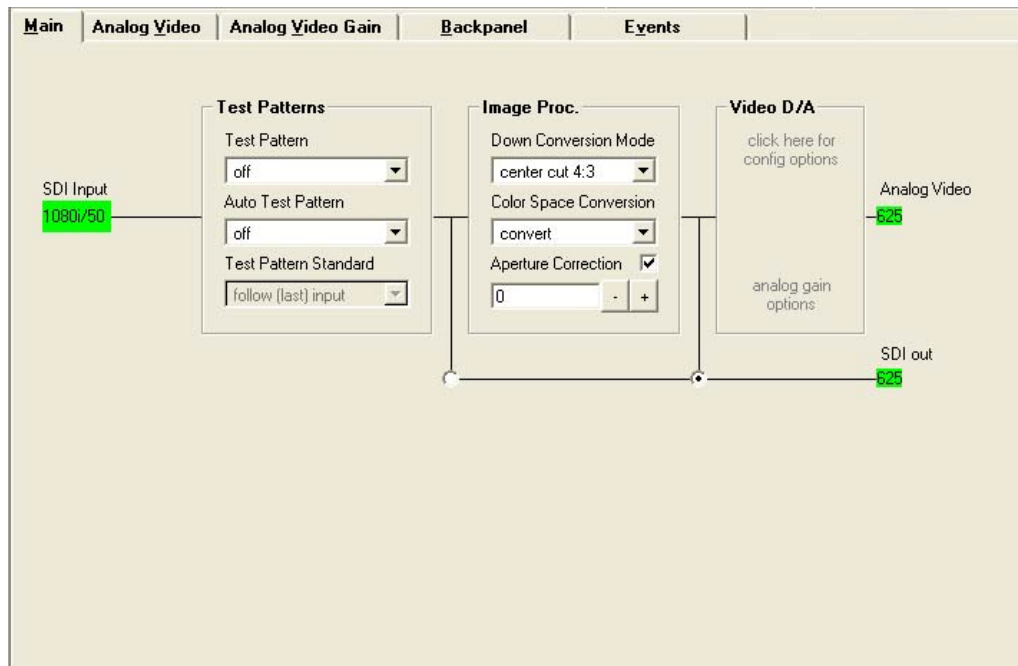 Main
Analog Video
Analog Video Gain
Backpanel
Events
Test Patterns
Test Pattern
off
Auto Test Pattern
off
Test Pattern Standard
follow (last) input
SDI Input
1080i/50
Image Proc.
Down Conversion Mode
center cut 4:3
Color Space Conversion
convert
Aperture Correction
0
-
+
Video D/A
click here for
config options
analog gain
options
Analog Video
625
SDI out
625